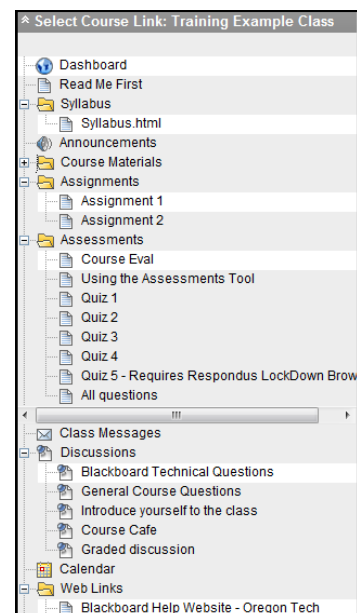 Select Course Link: Training Example Class
Dashboard
Read Me First
Syllabus
Syllabus.html
Announcements
Course Materials
Assignments
Assignment 1
Assignment 2
Assessments
Course Eval
Using the Assessments Tool
Quiz 1
Quiz 2
Quiz 3
Quiz 4
Quiz 5 - Requires Respondus LockDown Brow
All questions
Class Messages
Discussions
Blackboard Technical Questions
General Course Questions
Introduce yourself to the class
Course Cafe
Graded discussion
Calendar
Web Links
Blackboard Help Website - Oregon Tech